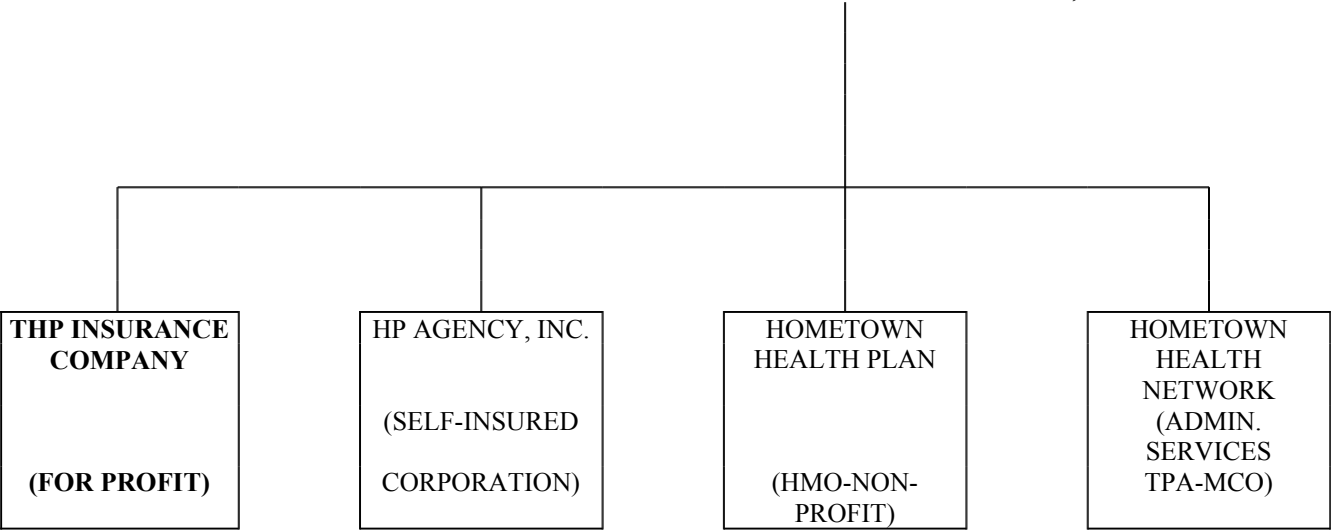 THP INSURANCE
COMPANY
(FOR PROFIT)
HP AGENCY, INC.
(SELF-INSURED
CORPORATION)
HOMETOWN
HEALTH PLAN
(HMO-NON-
PROFIT)
HOMETOWN
HEALTH
NETWORK
(ADMIN.
SERVICES
TPA-MCO)